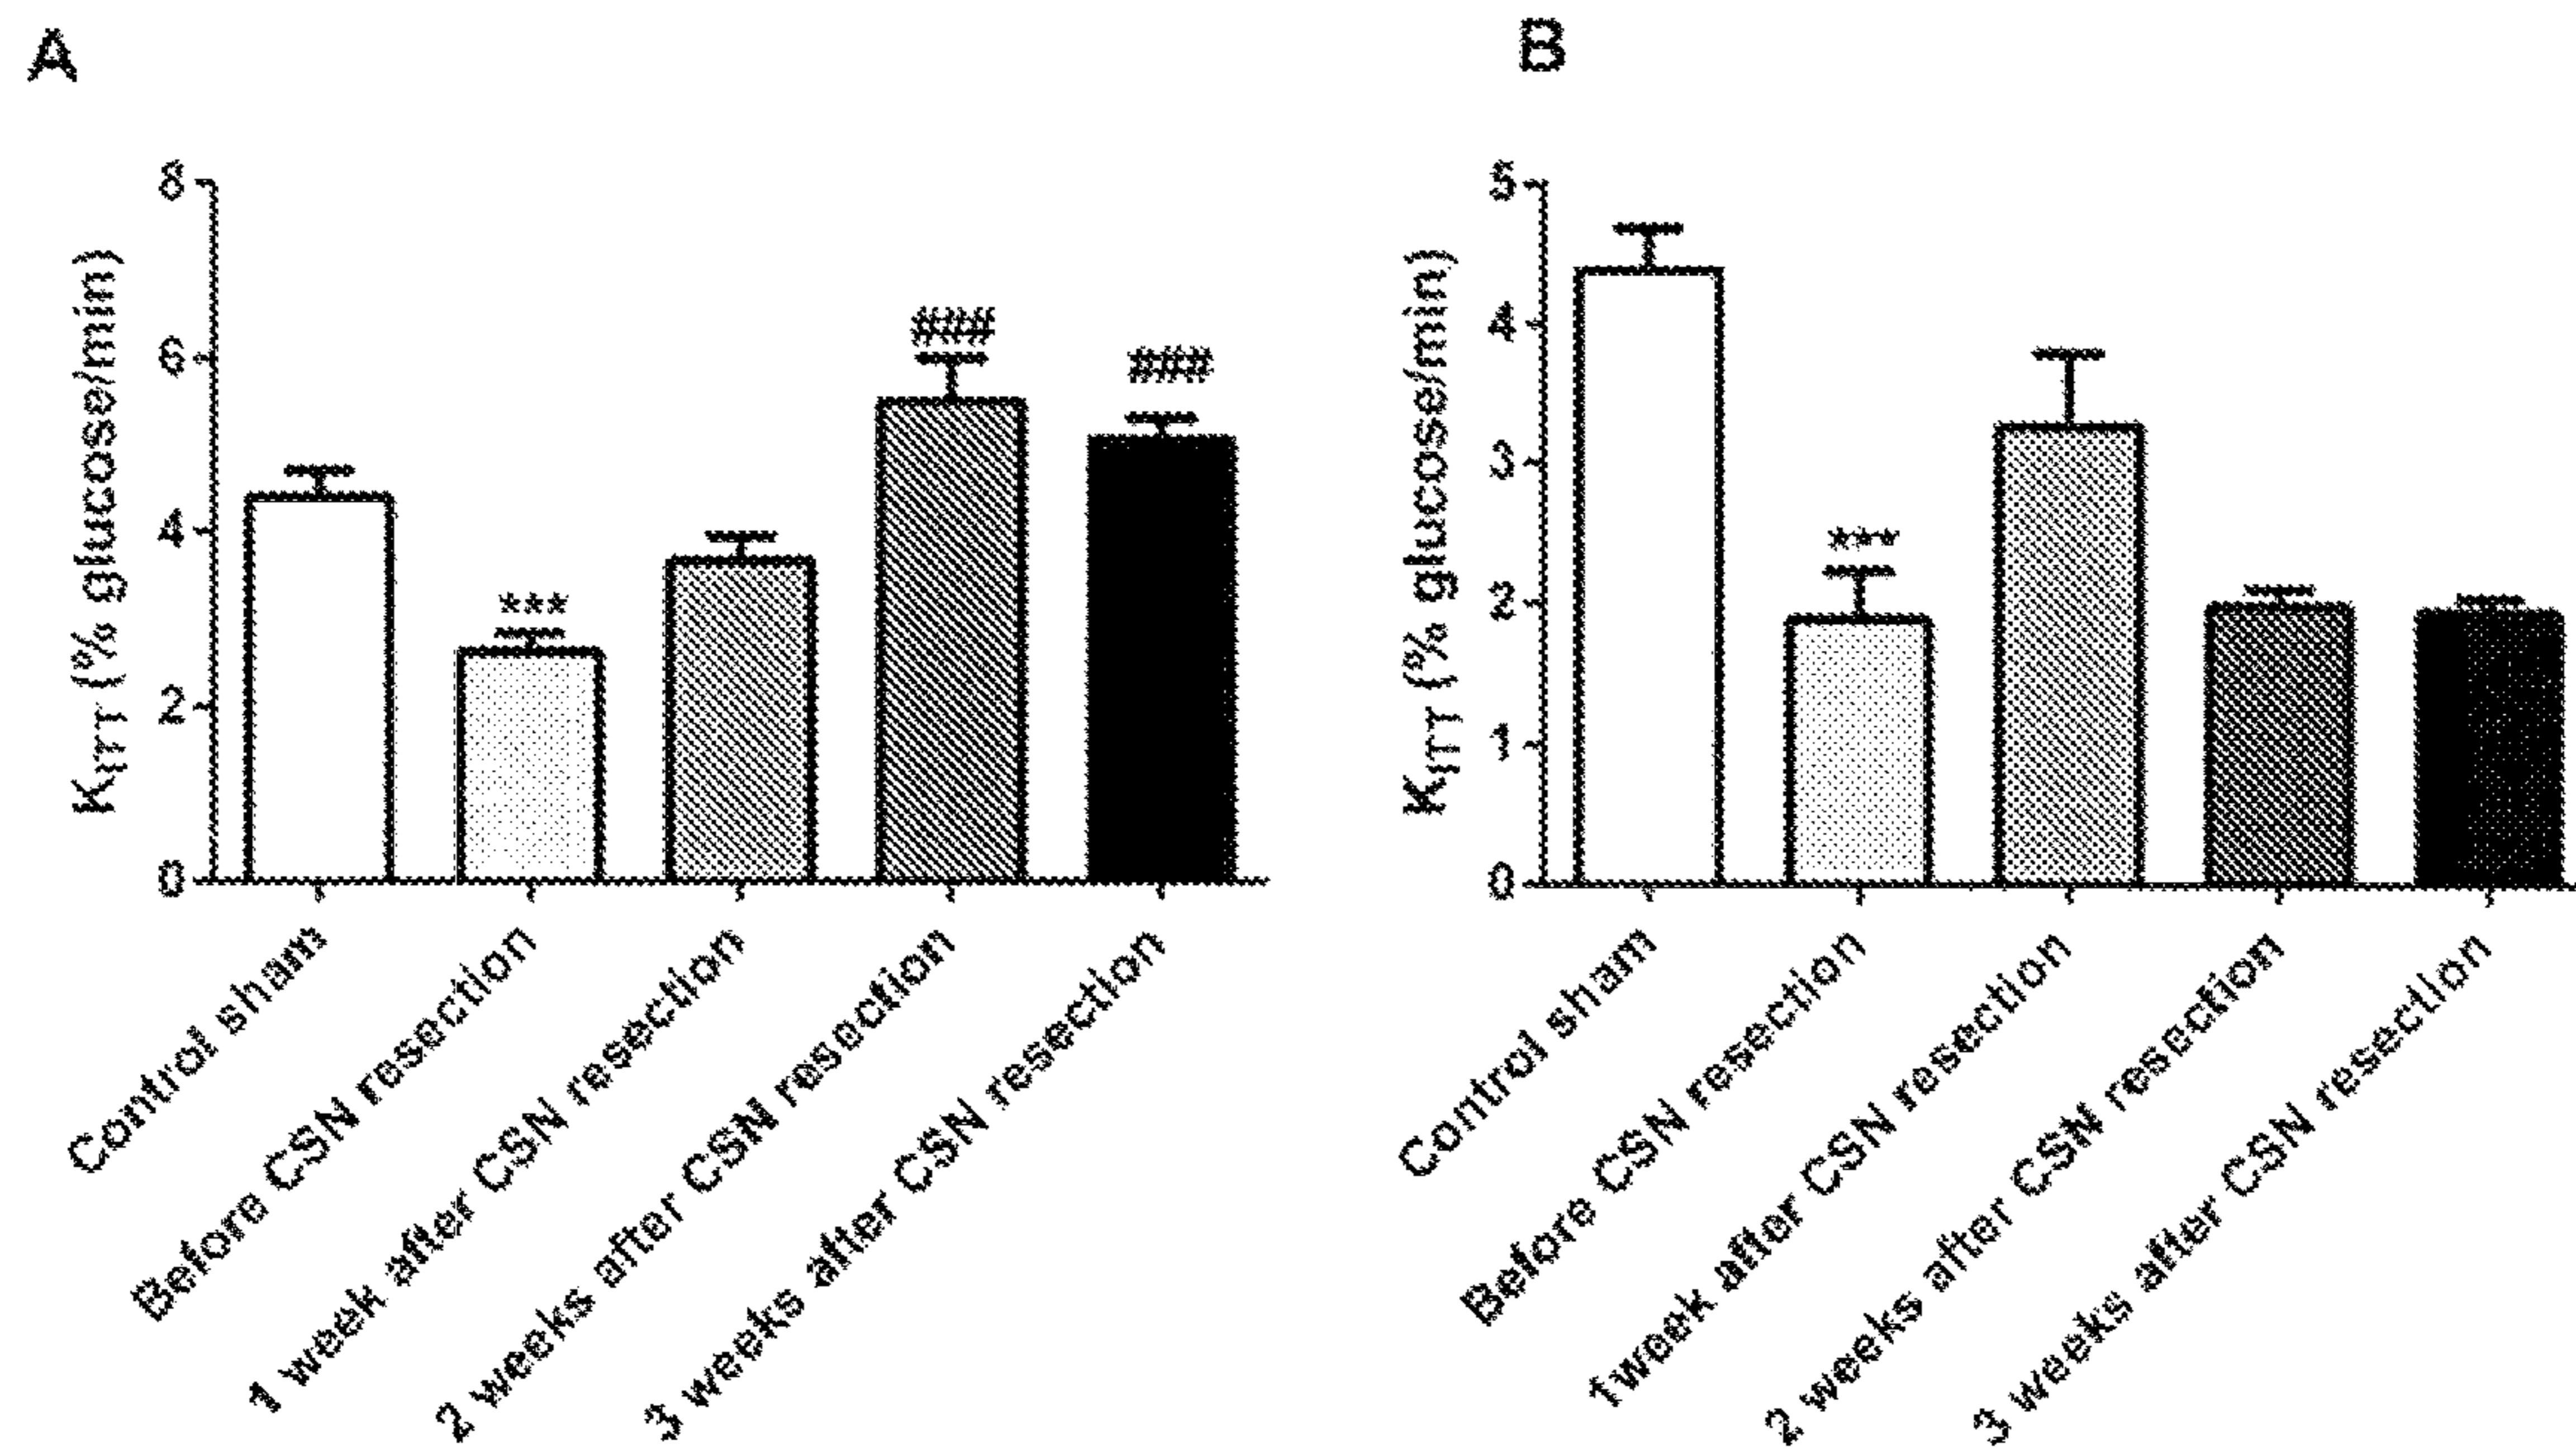 A
8
6
4
2
0
K_ITT (% glucose/min)
***
###
###
Control sham
Before CSN resection
1 week after CSN resection
2 weeks after CSN resection
3 weeks after CSN resection
B
5
4
3
2
1
0
K_ITT (% glucose/min)
***
Control sham
Before CSN resection
1week after CSN resection
2 weeks after CSN resection
3 weeks after CSN resection